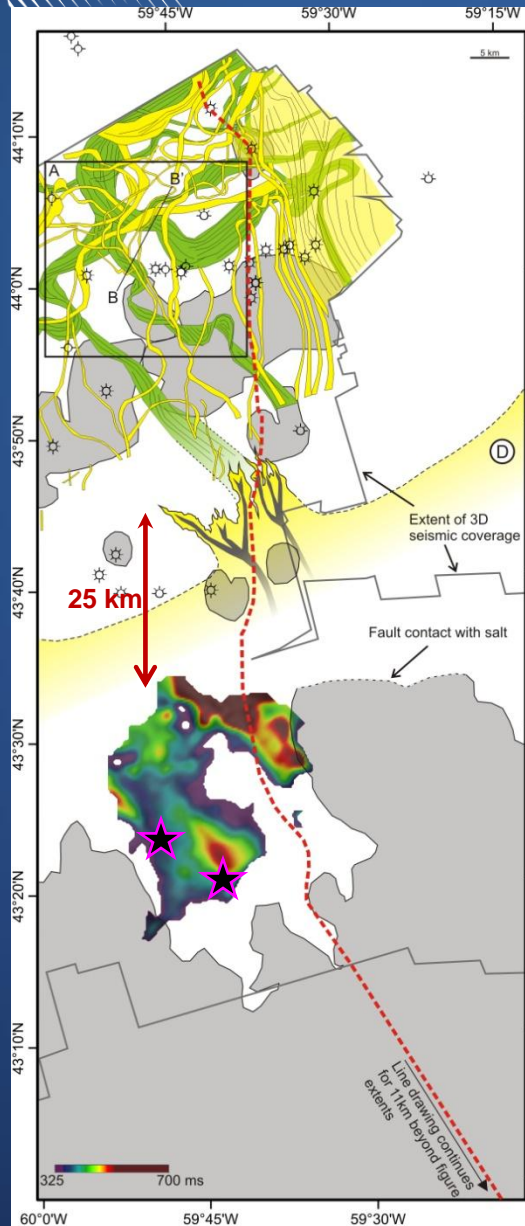 59°45'W 59°30'W 59°15'W
5 km
44°10'N
A
B'
44°0'N
B
43°50'N
D
Extent of 3D
seismic coverage
25 km
43°40'N
Fault contact with salt
43°30'N
43°20'N
43°10'N
Line drawing continues
for 11km beyond figure
extents
325 700 ms
60°0'W 59°45'W 59°30'W